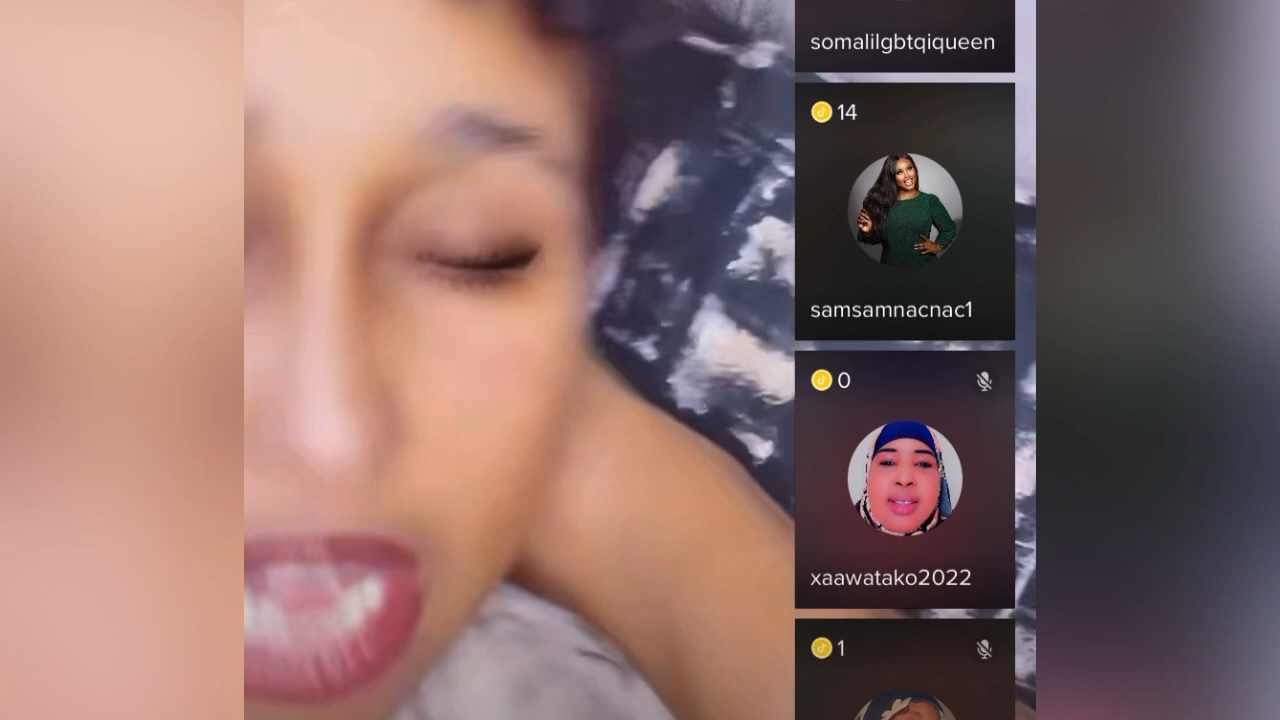 somalilgbtqiqueen
14
samsamnacnac1
0
xaawatako2022
1